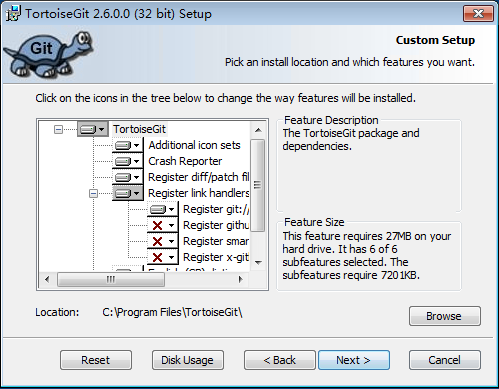 TortoiseGit 2.6.0.0 (32 bit) Setup
Git
Custom Setup
Pick an install location and which features you want.
Click on the icons in the tree below to change the way features will be installed.
TortoiseGit
Additional icon sets
Crash Reporter
Register diff/patch fil
Register link handlers
Register git://
Register githu
Register smar
Register x-git
Feature Description
The TortoiseGit package and
dependencies.
Feature Size
This feature requires 27MB on your
hard drive. It has 6 of 6
subfeatures selected. The
subfeatures require 7201KB.
Location: C:\Program Files\TortoiseGit\
Browse
Reset Disk Usage < Back Next > Cancel